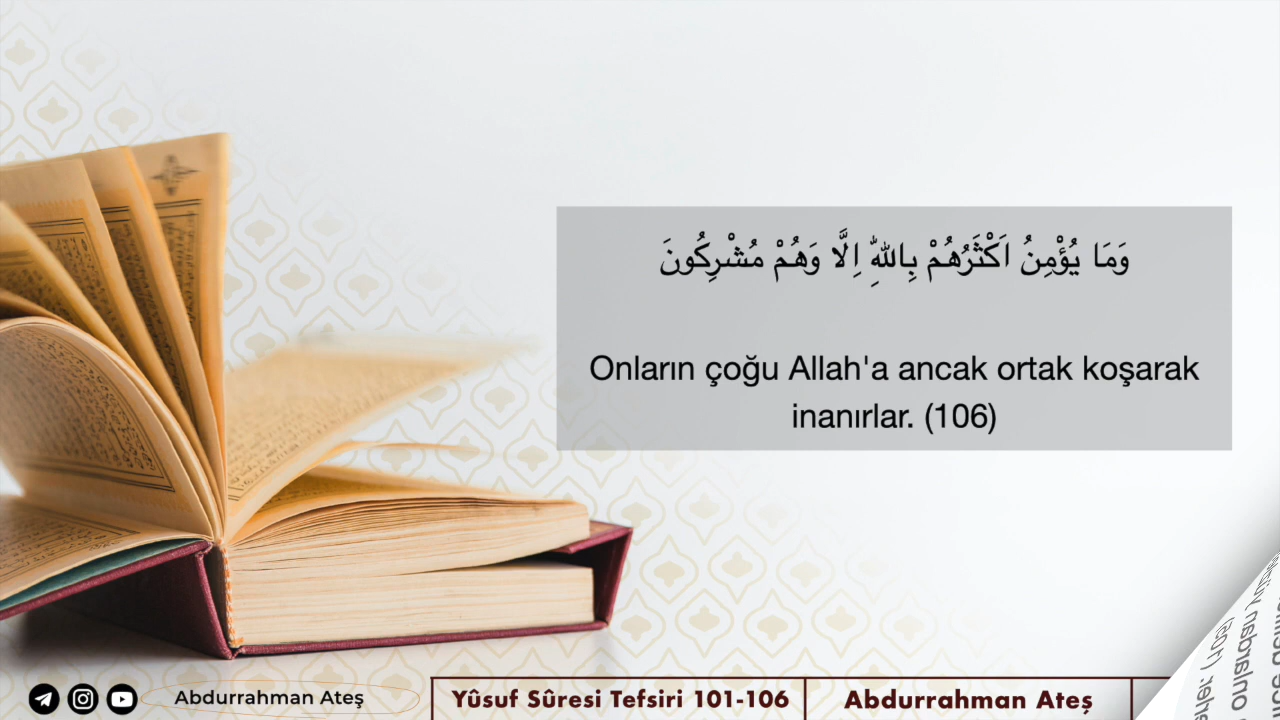 وَمَا يُؤْمِنُ اَكْثَرُهُمْ بِاللّٰهِ اِلَّا وَهُمْ مُشْرِكُونَ
Onların çoğu Allah'a ancak ortak koşarak
inanırlar. (106)
Abdurrahman Ateş
Yûsuf Sûresi Tefsiri 101-106
Abdurrahman Ateş